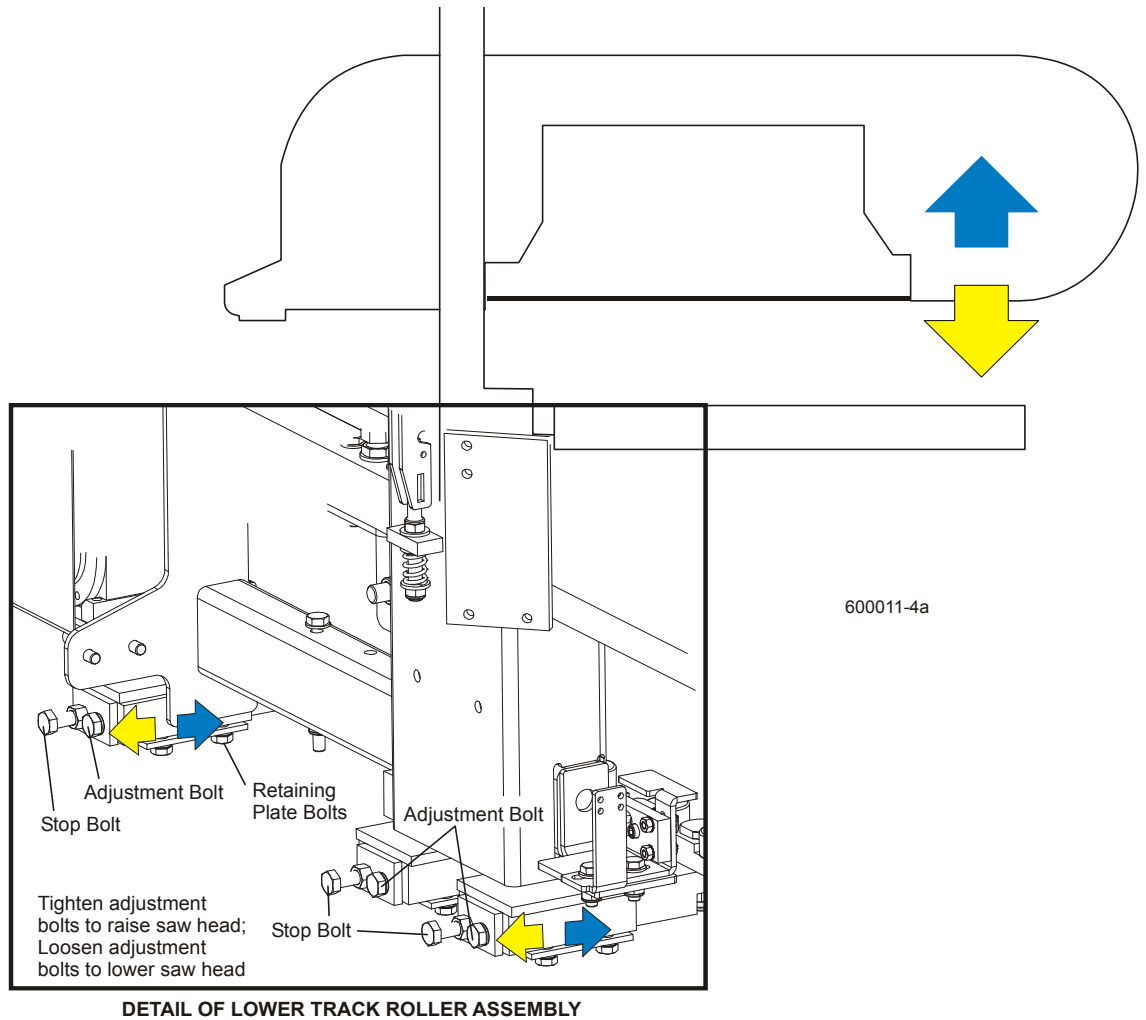 600011-4a
Adjustment Bolt
Stop Bolt
Retaining
Plate Bolts
Adjustment Bolt
Stop Bolt
Tighten adjustment
bolts to raise saw head;
Loosen adjustment
bolts to lower saw head
DETAIL OF LOWER TRACK ROLLER ASSEMBLY